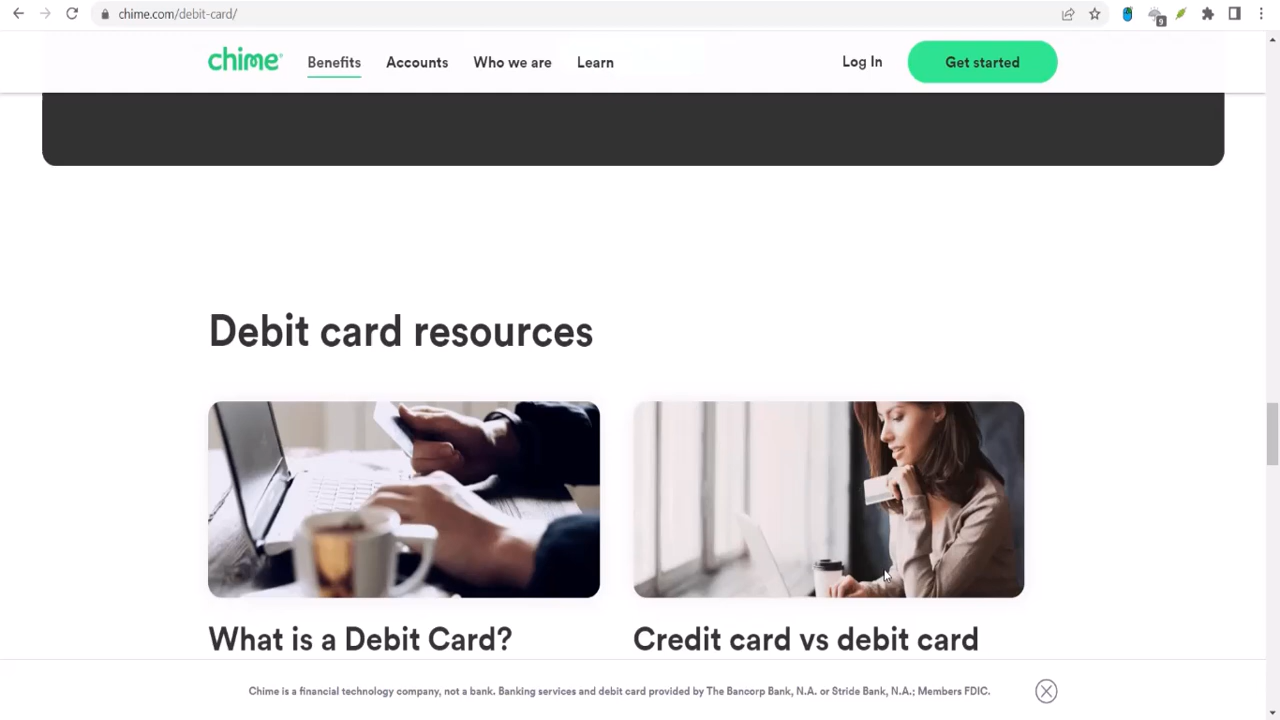 chime.com/debit-card/
9
chime
Benefits
Accounts
Who we are
Learn
Log In
Get started
Debit card resources
What is a Debit Card?
Credit card vs debit card
Chime is a financial technology company, not a bank. Banking services and debit card provided by The Bancorp Bank, N.A. or Stride Bank, N.A.; Members FDIC.